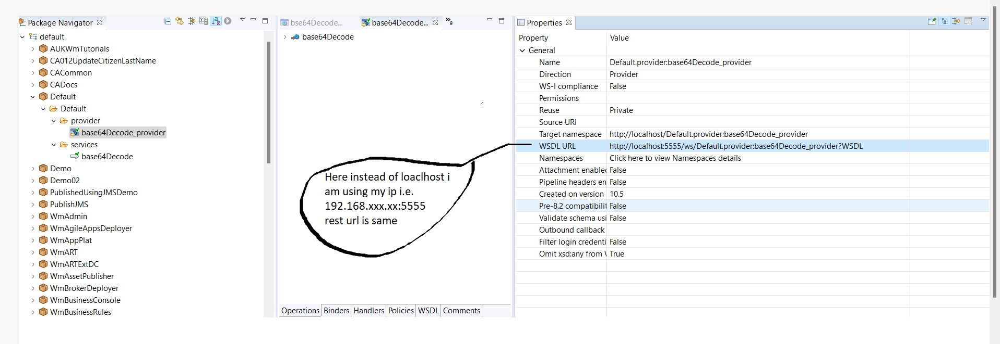 Package Navigator
default
AUKWmTutorials
CA012UpdateCitizenLastName
CACommon
CADocs
Default
Default
provider
base64Decode_provider
services
base64Decode
Demo
Demo02
PublishedUsingJMSDemo
PublishJMS
WmAdmin
WmAgileAppsDeployer
WmAppPlat
WmART
WmARTExtDC
WmAssetPublisher
WmBrokerDeployer
WmBusinessConsole
WmBusinessRules
bse64Decode... base64Decode... »9
base64Decode
Here instead of loaclhost i
am using my ip i.e.
192.168.xxx.xx:5555
rest url is same
Operations Binders Handlers Policies WSDL Comments
Properties
Property Value
General
Name Default.provider:base64Decode_provider
Direction Provider
WS-I compliance False
Permissions
Reuse Private
Source URI
Target namespace http://localhost/Default.provider:base64Decode_provider
WSDL URL http://localhost:5555/ws/Default.provider:base64Decode_provider?WSDL
Namespaces Click here to view Namespaces details
Attachment enabled False
Pipeline headers en False
Created on version 10.5
Pre-8.2 compatibilit False
Validate schema usi False
Outbound callback
Filter login credenti False
Omit xsd:any from \ True